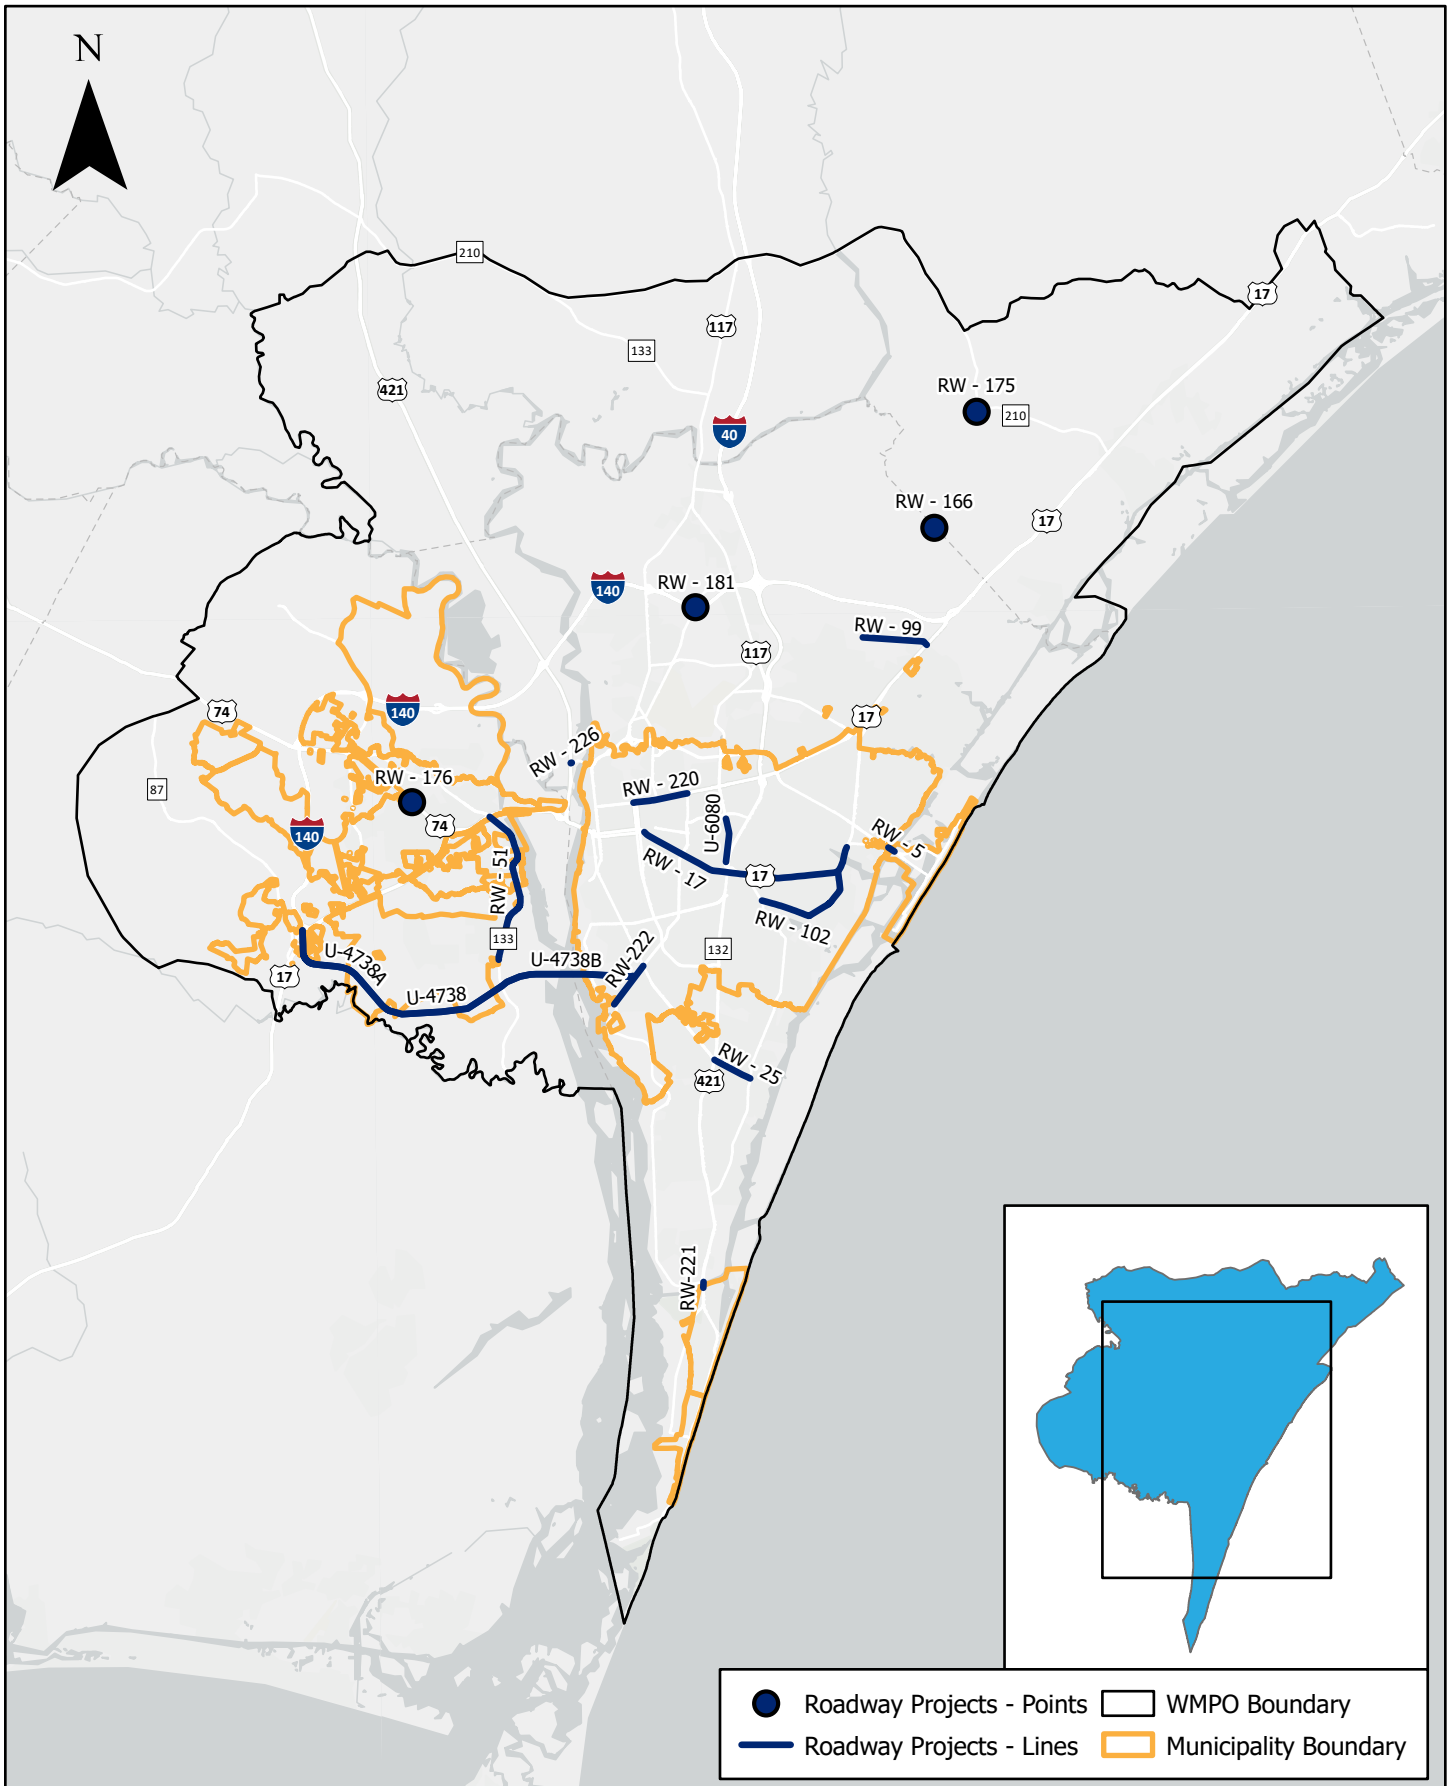 N
210
17
117
133
421
RW - 175
210
40
RW - 166
17
140
RW - 181
RW - 99
117
140
74
17
RW - 226
RW - 176
87
RW - 220
74
U-6080
140
RW - 5
RW - 51
RW - 17
17
RW - 102
133
132
RW-222
U-4738A
U-4738B
17
U-4738
RW - 25
421
RW-221
Roadway Projects - Points
WMPO Boundary
Roadway Projects - Lines
Municipality Boundary